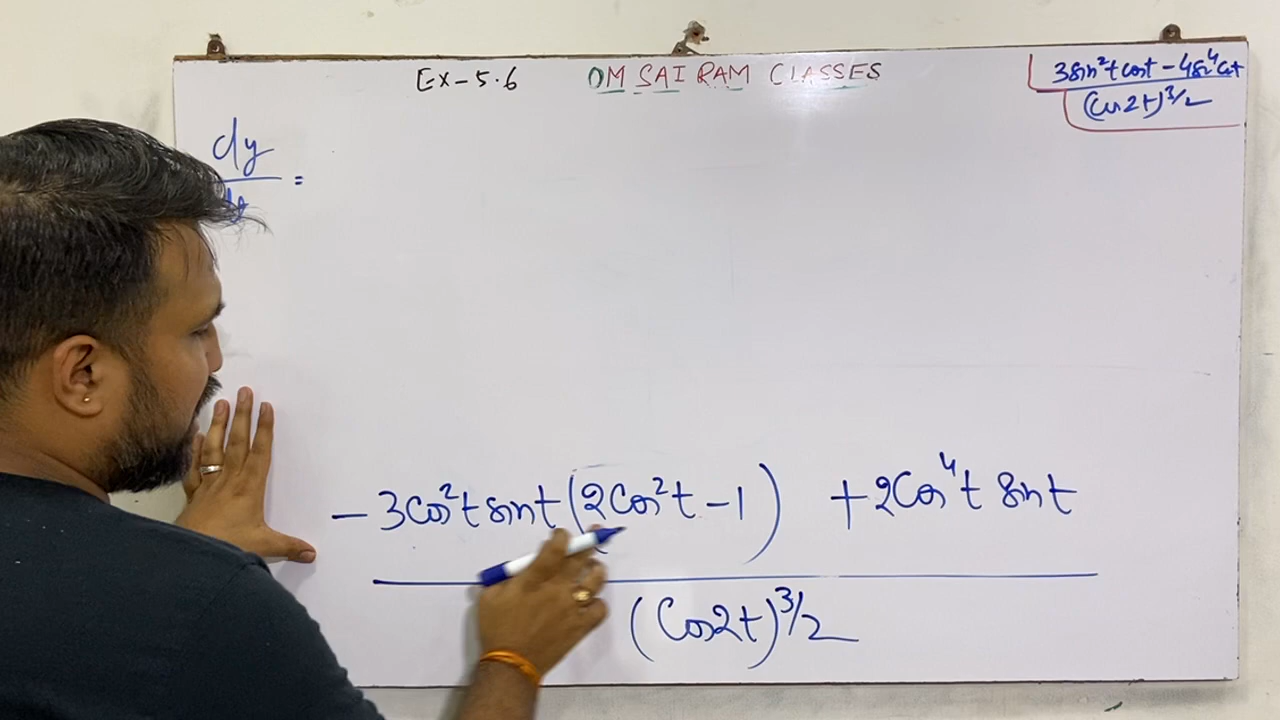 Ex-5.6 OM SAI RAM CLASSES
3sin²t cost - 4sin⁴t cost
(Cos2t)^3/2
dy
=
- 3Cos²t sint (2Cos²t - 1) + 2Cos⁴t sint
(Cos2t)^3/2